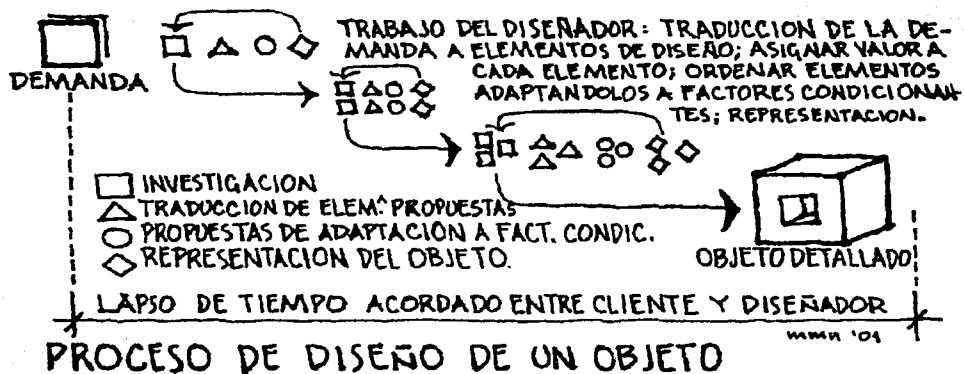 TRABAJO DEL DISEÑADOR: TRADUCCION DE LA DE-
MANDA A ELEMENTOS DE DISEÑO; ASIGNAR VALOR A
CADA ELEMENTO; ORDENAR ELEMENTOS
ADAPTANDOLOS A FACTORES CONDICIONAN-
TES; REPRESENTACION.
DEMANDA
INVESTIGACION
TRADUCCION DE ELEM. PROPUESTAS
PROPUESTAS DE ADAPTACION A FACT. CONDIC.
REPRESENTACION DEL OBJETO.
OBJETO DETALLADO
LAPSO DE TIEMPO ACORDADO ENTRE CLIENTE Y DISEÑADOR
PROCESO DE DISEÑO DE UN OBJETO